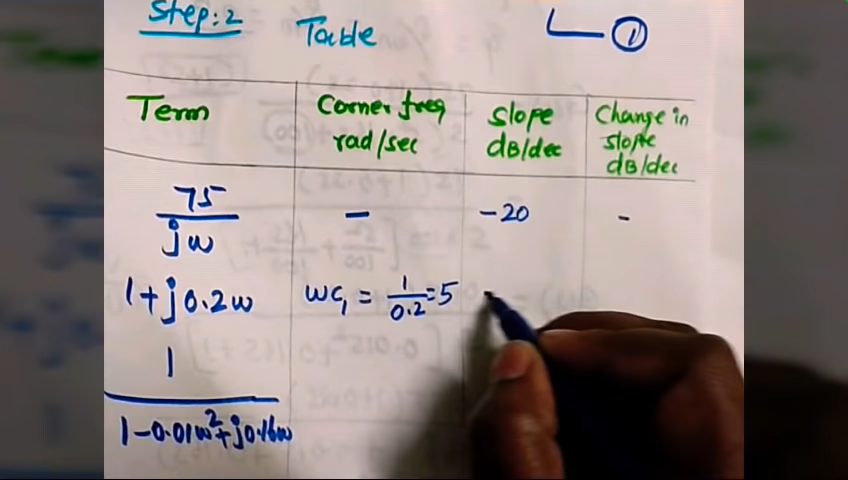 Step:2 Table ①
Term Corner freq rad/sec slope dB/dec Change in slope dB/dec
75/jω - -20 -
1+j0.2ω ωc₁ = 1/0.2 = 5
1/1-0.01ω²+j0.16ω